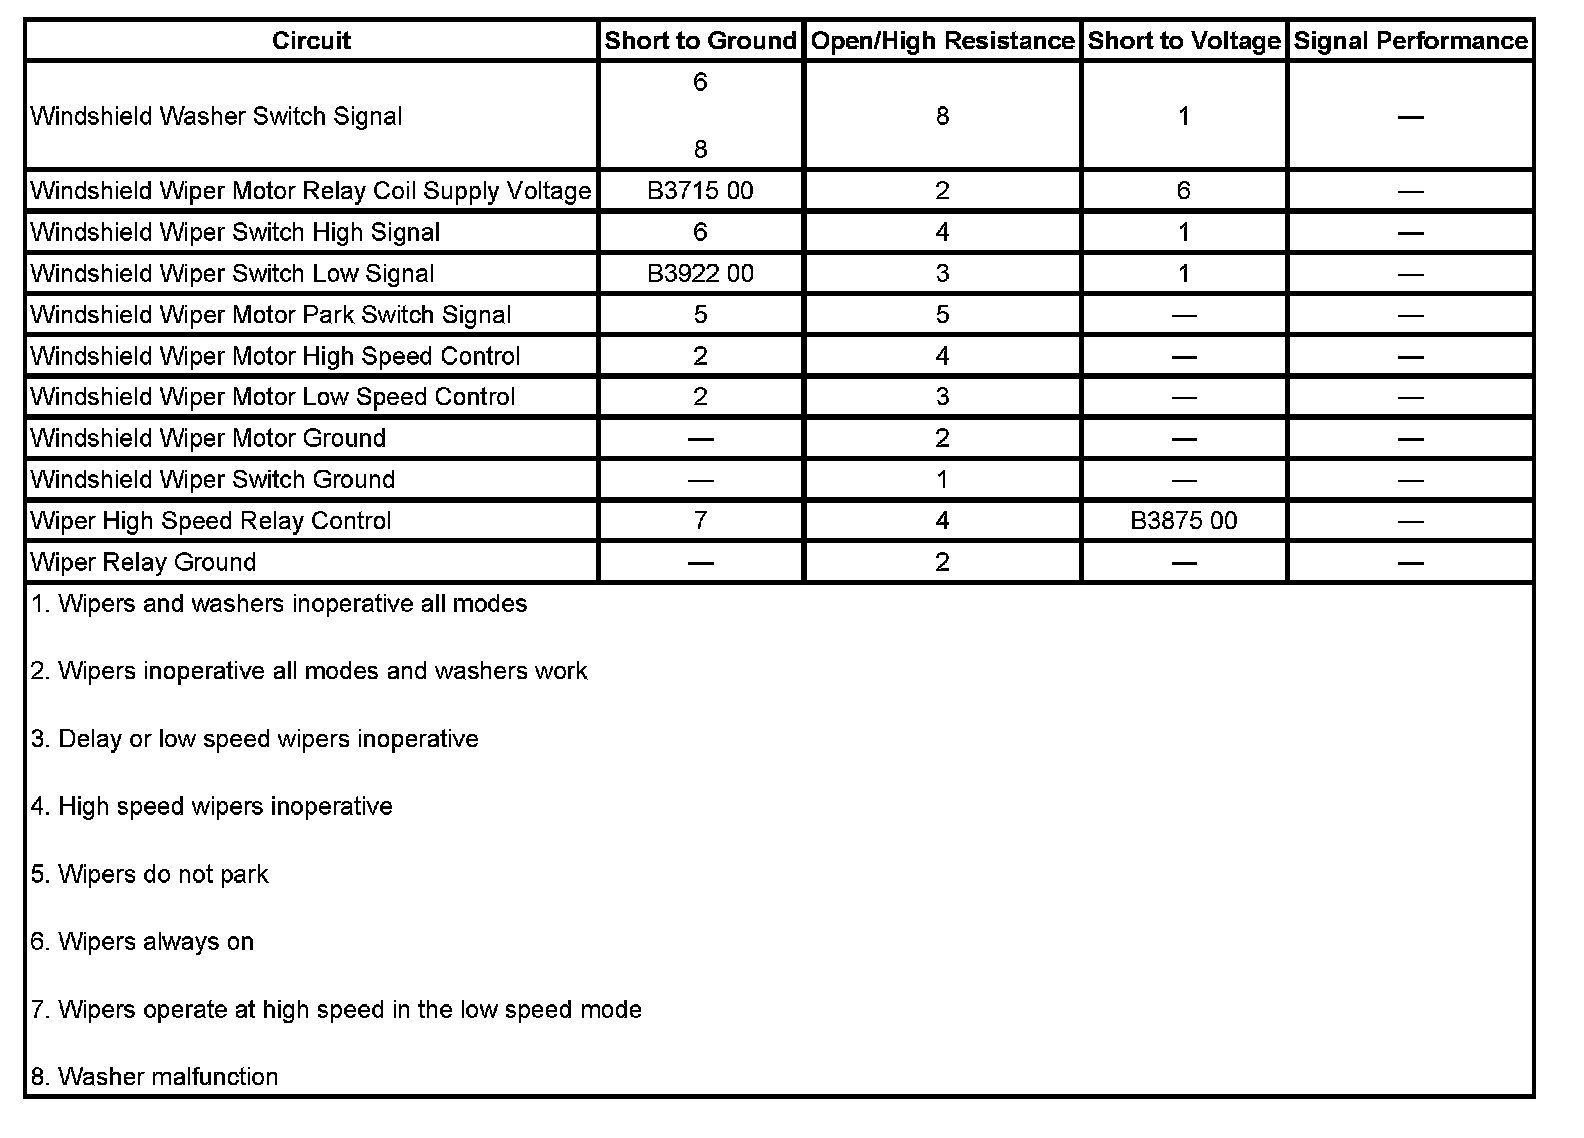 Circuit Short to Ground Open/High Resistance Short to Voltage Signal Performance
6
Windshield Washer Switch Signal 8 1 —
8
Windshield Wiper Motor Relay Coil Supply Voltage B3715 00 2 6 —
Windshield Wiper Switch High Signal 6 4 1 —
Windshield Wiper Switch Low Signal B3922 00 3 1 —
Windshield Wiper Motor Park Switch Signal 5 5 — —
Windshield Wiper Motor High Speed Control 2 4 — —
Windshield Wiper Motor Low Speed Control 2 3 — —
Windshield Wiper Motor Ground — 2 — —
Windshield Wiper Switch Ground — 1 — —
Wiper High Speed Relay Control 7 4 B3875 00 —
Wiper Relay Ground — 2 — —
1. Wipers and washers inoperative all modes
2. Wipers inoperative all modes and washers work
3. Delay or low speed wipers inoperative
4. High speed wipers inoperative
5. Wipers do not park
6. Wipers always on
7. Wipers operate at high speed in the low speed mode
8. Washer malfunction